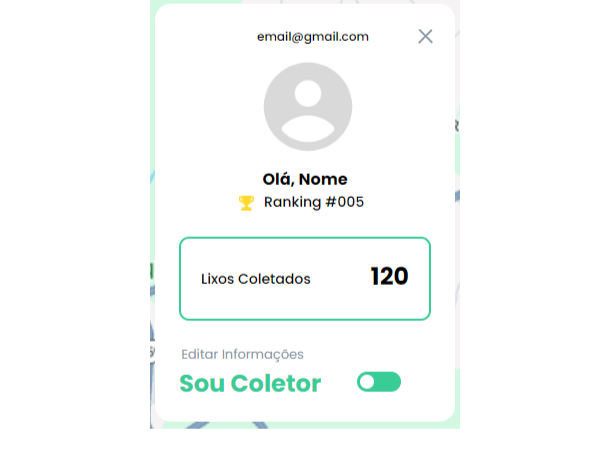 email@gmail.com
Olá, Nome
Ranking #005
Lixos Coletados 120
Editar Informações
Sou Coletor